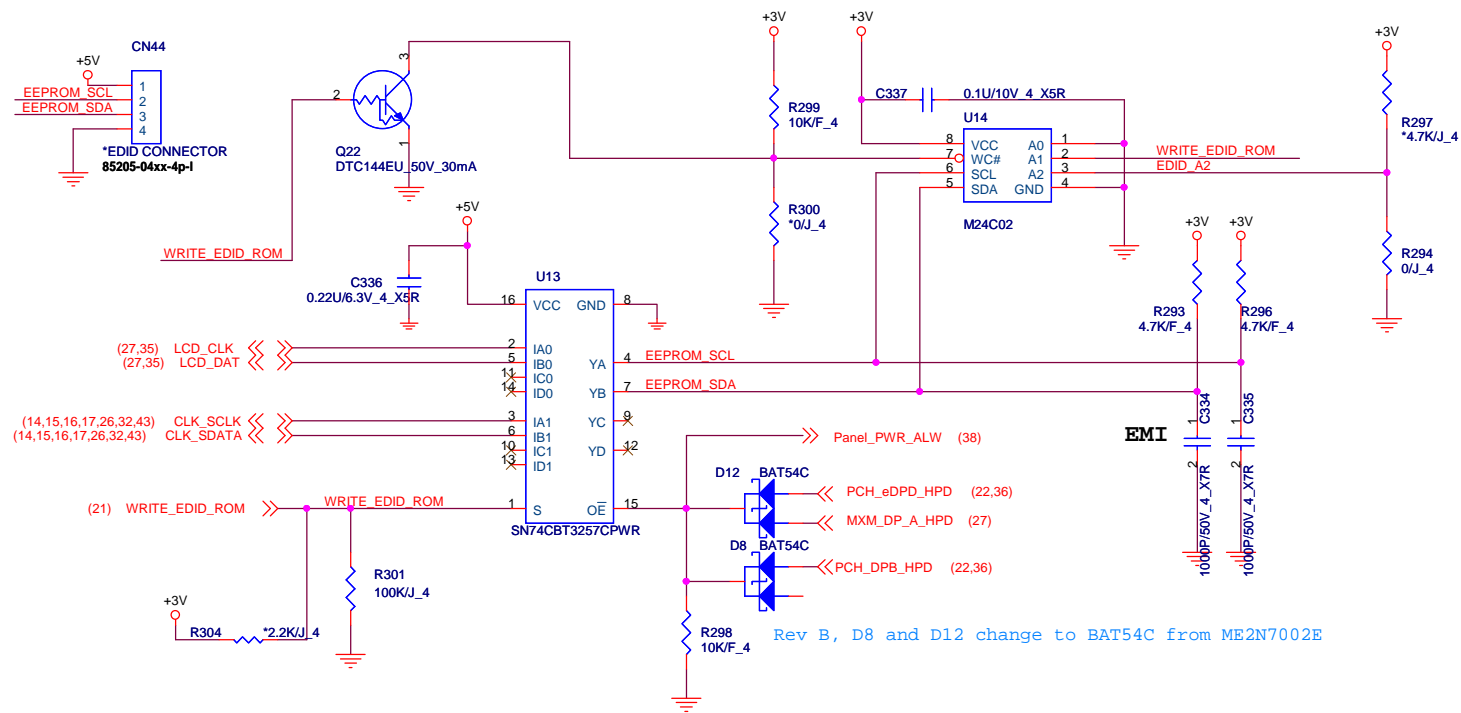 CN44
+5V
1
EEPROM_SCL
2
EEPROM_SDA
3
4
*EDID CONNECTOR
85205-04xx-4p-l
3
2
1
Q22
DTC144EU_50V_30mA
WRITE_EDID_ROM
+3V
R299
10K/F_4
R300
*0/J_4
+3V
C337
0.1U/10V_4_X5R
U14
8 VCC A0 1
7 WC# A1 2 WRITE_EDID_ROM
6 SCL A2 3 EDID_A2
5 SDA GND 4
M24C02
+3V
R297
*4.7K/J_4
R294
0/J_4
+5V
C336
0.22U/6.3V_4_X5R
U13
16 VCC GND 8
(27,35) LCD_CLK 2 IA0
(27,35) LCD_DAT 5 IB0
11 IC0
14 ID0
YA 4 EEPROM_SCL
YB 7 EEPROM_SDA
(14,15,16,17,26,32,43) CLK_SCLK 3 IA1
(14,15,16,17,26,32,43) CLK_SDATA 6 IB1
10 IC1
13 ID1
YC 9
YD 12
(21) WRITE_EDID_ROM WRITE_EDID_ROM 1 S OE 15
SN74CBT3257CPWR
R301
100K/J_4
+3V
R304
*2.2K/J_4
+3V
+3V
R293
4.7K/F_4
R296
4.7K/F_4
EMI
1
2
C334
1000P/50V_4_X7R
1
2
C335
1000P/50V_4_X7R
Panel_PWR_ALW (38)
D12 BAT54C
PCH_eDPD_HPD (22,36)
MXM_DP_A_HPD (27)
D8 BAT54C
PCH_DPB_HPD (22,36)
R298
10K/F_4
Rev B, D8 and D12 change to BAT54C from ME2N7002E